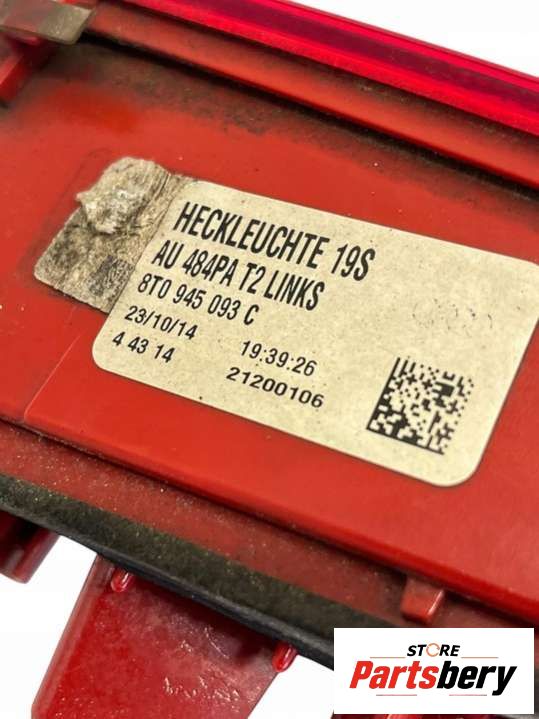 HECKLEUCHTE 19S
AU 484PA T2 LINKS
8T0 945 093 C
23/10/14 19:39:26
4 43 14 21200106
STORE
Partsbery